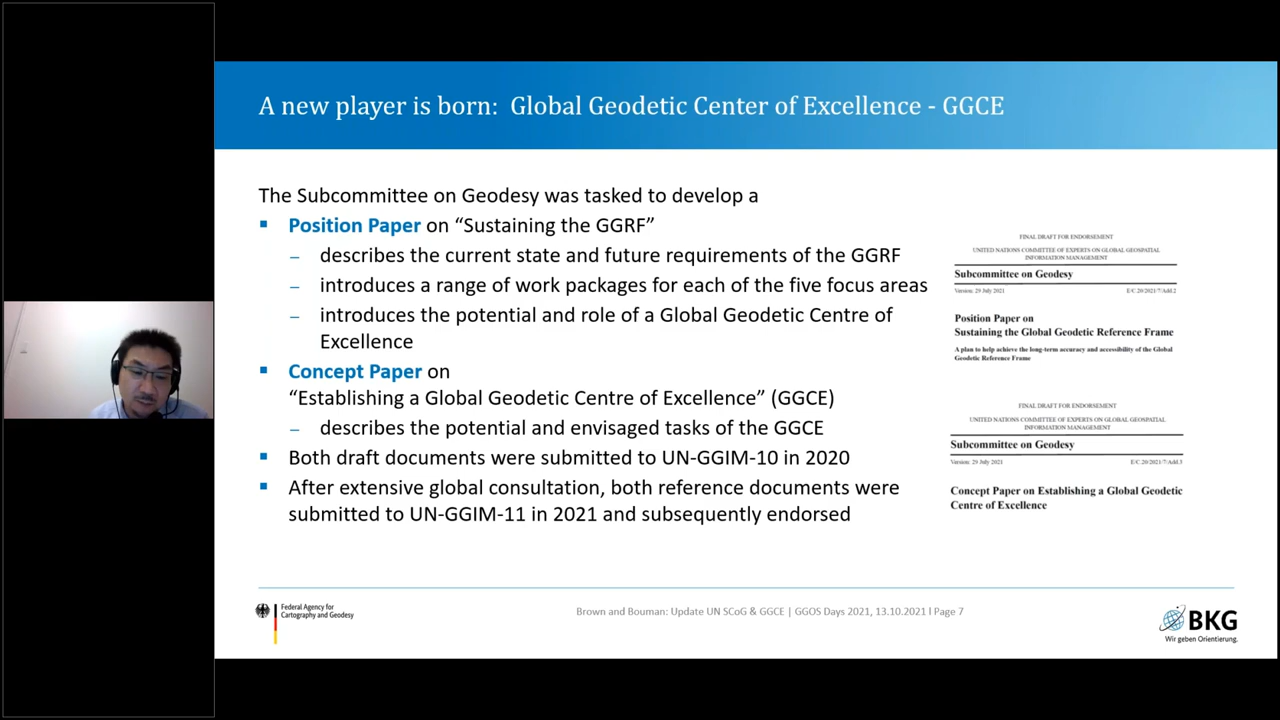 A new player is born: Global Geodetic Center of Excellence - GGCE
The Subcommittee on Geodesy was tasked to develop a
Position Paper on “Sustaining the GGRF”
– describes the current state and future requirements of the GGRF
– introduces a range of work packages for each of the five focus areas
– introduces the potential and role of a Global Geodetic Centre of
Excellence
Concept Paper on
“Establishing a Global Geodetic Centre of Excellence” (GGCE)
– describes the potential and envisaged tasks of the GGCE
Both draft documents were submitted to UN-GGIM-10 in 2020
After extensive global consultation, both reference documents were
submitted to UN-GGIM-11 in 2021 and subsequently endorsed
FINAL DRAFT FOR ENDORSEMENT
UNITED NATIONS COMMITTEE OF EXPERTS ON GLOBAL GEOSPATIAL
INFORMATION MANAGEMENT
Subcommittee on Geodesy
Version: 29 July 2021 E/C.20/2021/7/Add.2
Position Paper on
Sustaining the Global Geodetic Reference Frame
A plan to help achieve the long-term accuracy and accessibility of the Global
Geodetic Reference Frame
FINAL DRAFT FOR ENDORSEMENT
UNITED NATIONS COMMITTEE OF EXPERTS ON GLOBAL GEOSPATIAL
INFORMATION MANAGEMENT
Subcommittee on Geodesy
Version: 29 July 2021 E/C.20/2021/7/Add.3
Concept Paper on Establishing a Global Geodetic
Centre of Excellence
Federal Agency for
Cartography and Geodesy
Brown and Bouman: Update UN SCoG & GGCE | GGOS Days 2021, 13.10.2021 I Page 7
BKG
Wir geben Orientierung.